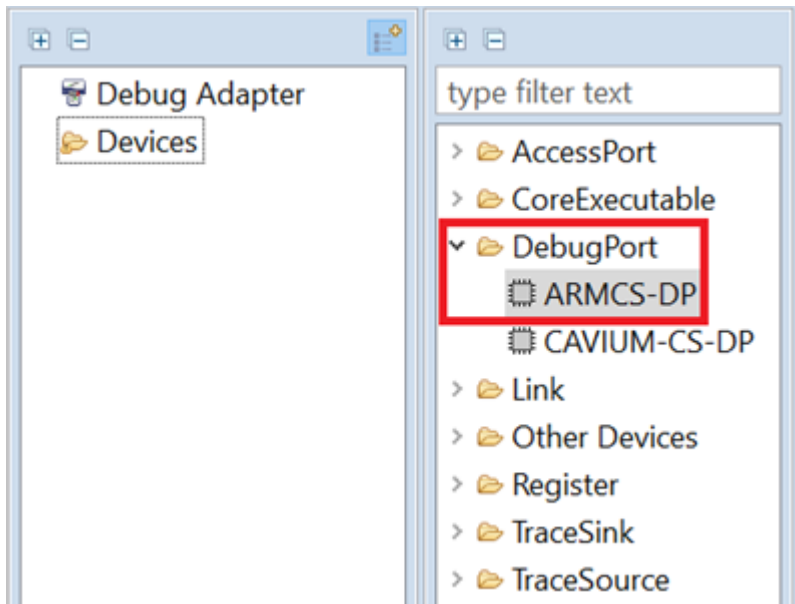 Debug Adapter
Devices
type filter text
AccessPort
CoreExecutable
DebugPort
ARMCS-DP
CAVIUM-CS-DP
Link
Other Devices
Register
TraceSink
TraceSource